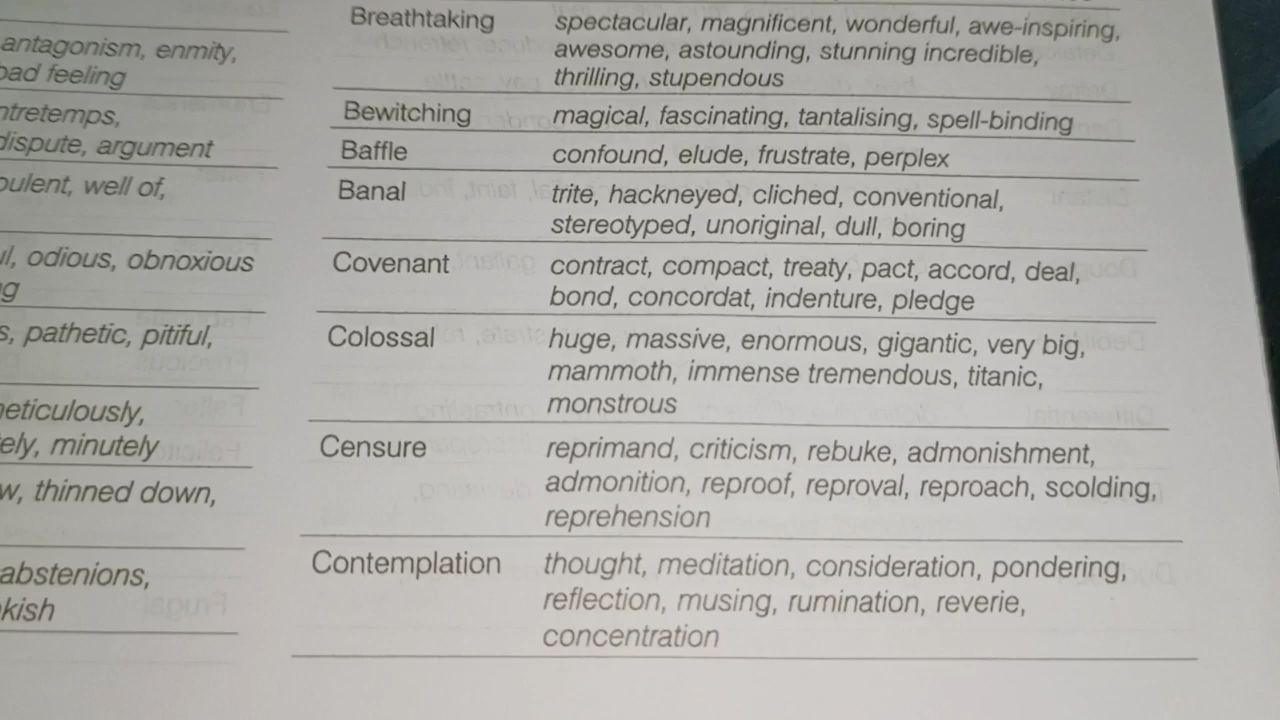 antagonism, enmity,
bad feeling
dispute, argument
well of,
odious, obnoxious
pathetic, pitiful,
minutely
thinned down,
abstenions,
Breathtaking spectacular, magnificent, wonderful, awe-inspiring,
awesome, astounding, stunning incredible,
thrilling, stupendous
Bewitching magical, fascinating, tantalising, spell-binding
Baffle confound, elude, frustrate, perplex
Banal trite, hackneyed, cliched, conventional,
stereotyped, unoriginal, dull, boring
Covenant contract, compact, treaty, pact, accord, deal,
bond, concordat, indenture, pledge
Colossal huge, massive, enormous, gigantic, very big,
mammoth, immense tremendous, titanic,
monstrous
Censure reprimand, criticism, rebuke, admonishment,
admonition, reproof, reproval, reproach, scolding,
reprehension
Contemplation thought, meditation, consideration, pondering,
reflection, musing, rumination, reverie,
concentration